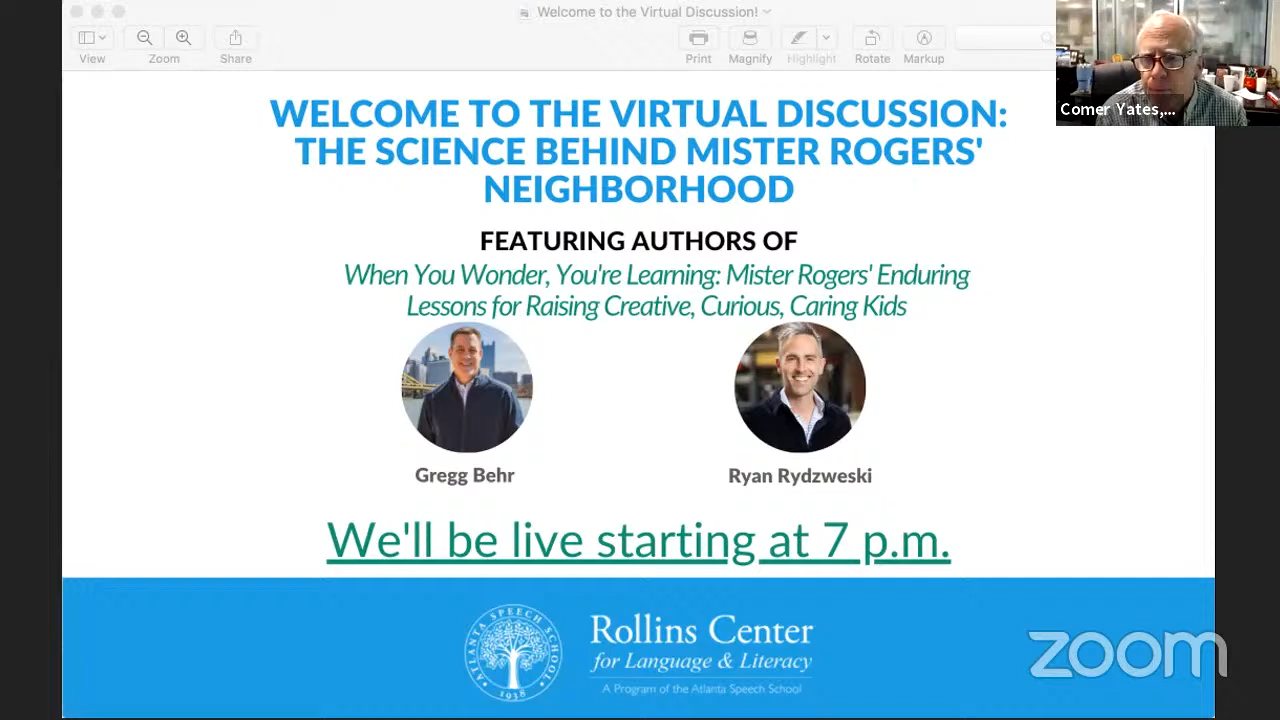 Welcome to the Virtual Discussion!
View
Zoom
Share
Print
Magnify
Highlight
Rotate
Markup
Comer Yates,...
WELCOME TO THE VIRTUAL DISCUSSION:
THE SCIENCE BEHIND MISTER ROGERS'
NEIGHBORHOOD
FEATURING AUTHORS OF
When You Wonder, You're Learning: Mister Rogers' Enduring
Lessons for Raising Creative, Curious, Caring Kids
Gregg Behr
Ryan Rydzweski
We'll be live starting at 7 p.m.
ATLANTA SPEECH SCHOOL
1938
Rollins Center
for Language & Literacy
A Program of the Atlanta Speech School
zoom